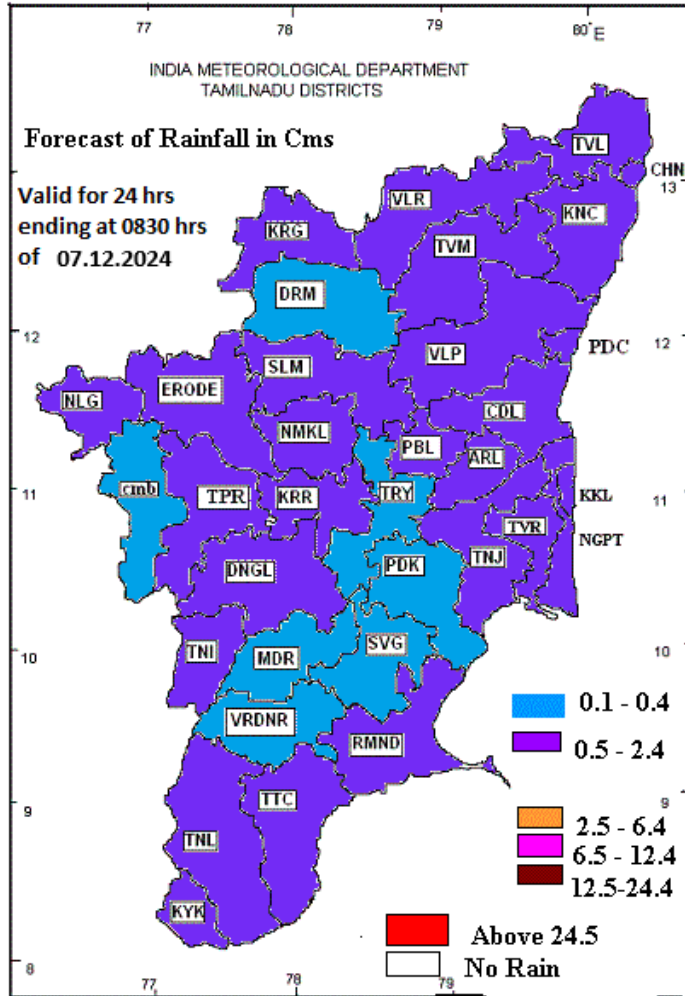 77 78 79 80°E
INDIA METEOROLOGICAL DEPARTMENT
TAMILNADU DISTRICTS
Forecast of Rainfall in Cms
TVL
CHN
13
Valid for 24 hrs
ending at 0830 hrs
of 07.12.2024
VLR
KNC
KRG
TVM
DRM
12
12
PDC
VLP
SLM
ERODE
NLG
CDL
NMKL
PBL
ARL
cmb
11
TPR
KRR
TRY
KKL
11
TVR
NGPT
PDK
TNJ
DNGL
SVG
TNI
MDR
10
10
0.1 - 0.4
VRDNR
RMND
0.5 - 2.4
TTC
9
9
2.5 - 6.4
TNL
6.5 - 12.4
12.5-24.4
KYK
Above 24.5
No Rain
8
77 78 79